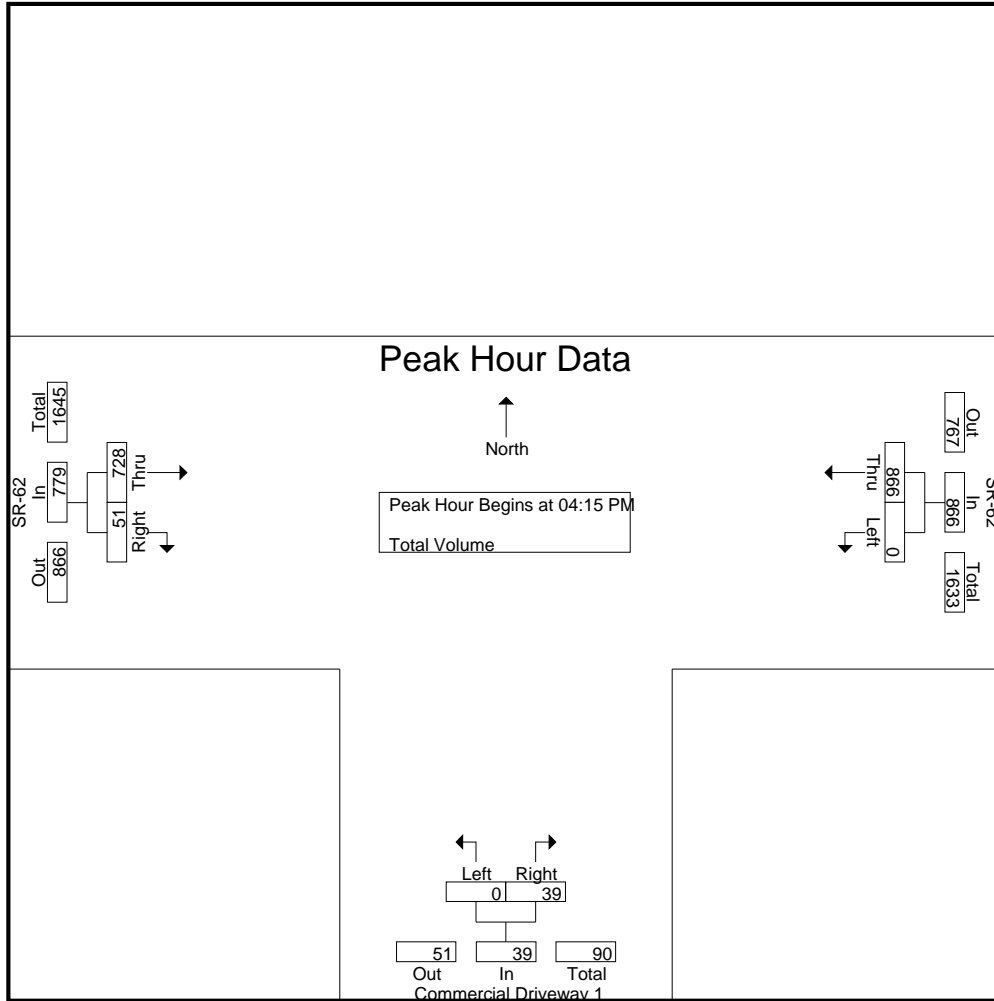 Peak Hour Data
North
Peak Hour Begins at 04:15 PM
Total Volume
SR-62
Out
In
Total
866
779
1645
Right
Thru
51
728
SR-62
Out
In
Total
767
866
1633
Thru
Left
866
0
Left Right
0 39
51 39 90
Out In Total
Commercial Driveway 1